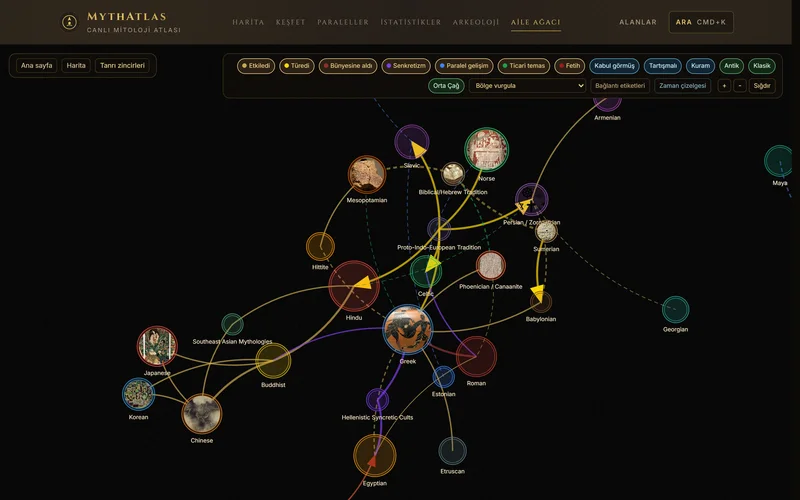 MYTHATLAS
CANLI MİTOLOJİ ATLASI
HARİTA KEŞFET PARALELLER İSTATİSTİKLER ARKEOLOJİ AİLE AĞACI
ALANLAR
ARA CMD+K
Ana sayfa Harita Tanrı zincirleri
Etkiledi Türedi Bünyesine aldı Senkretizm Paralel gelişim Ticari temas Fetih Kabul görmüş Tartışmalı Kuram Antik Klasik
Orta Çağ Bölge vurgula Bağlantı etiketleri Zaman çizelgesi + - Sığdır
Armenian
Slavic
Norse
Maya
Biblical/Hebrew Tradition
Mesopotamian
Persian / Zoroastrian
Proto-Indo-European Tradition
Sumerian
Hittite
Phoenician / Canaanite
Celtic
Hindu
Babylonian
Georgian
Southeast Asian Mythologies
Greek
Japanese
Buddhist
Roman
Estonian
Korean
Hellenistic Syncretic Cults
Chinese
Etruscan
Egyptian